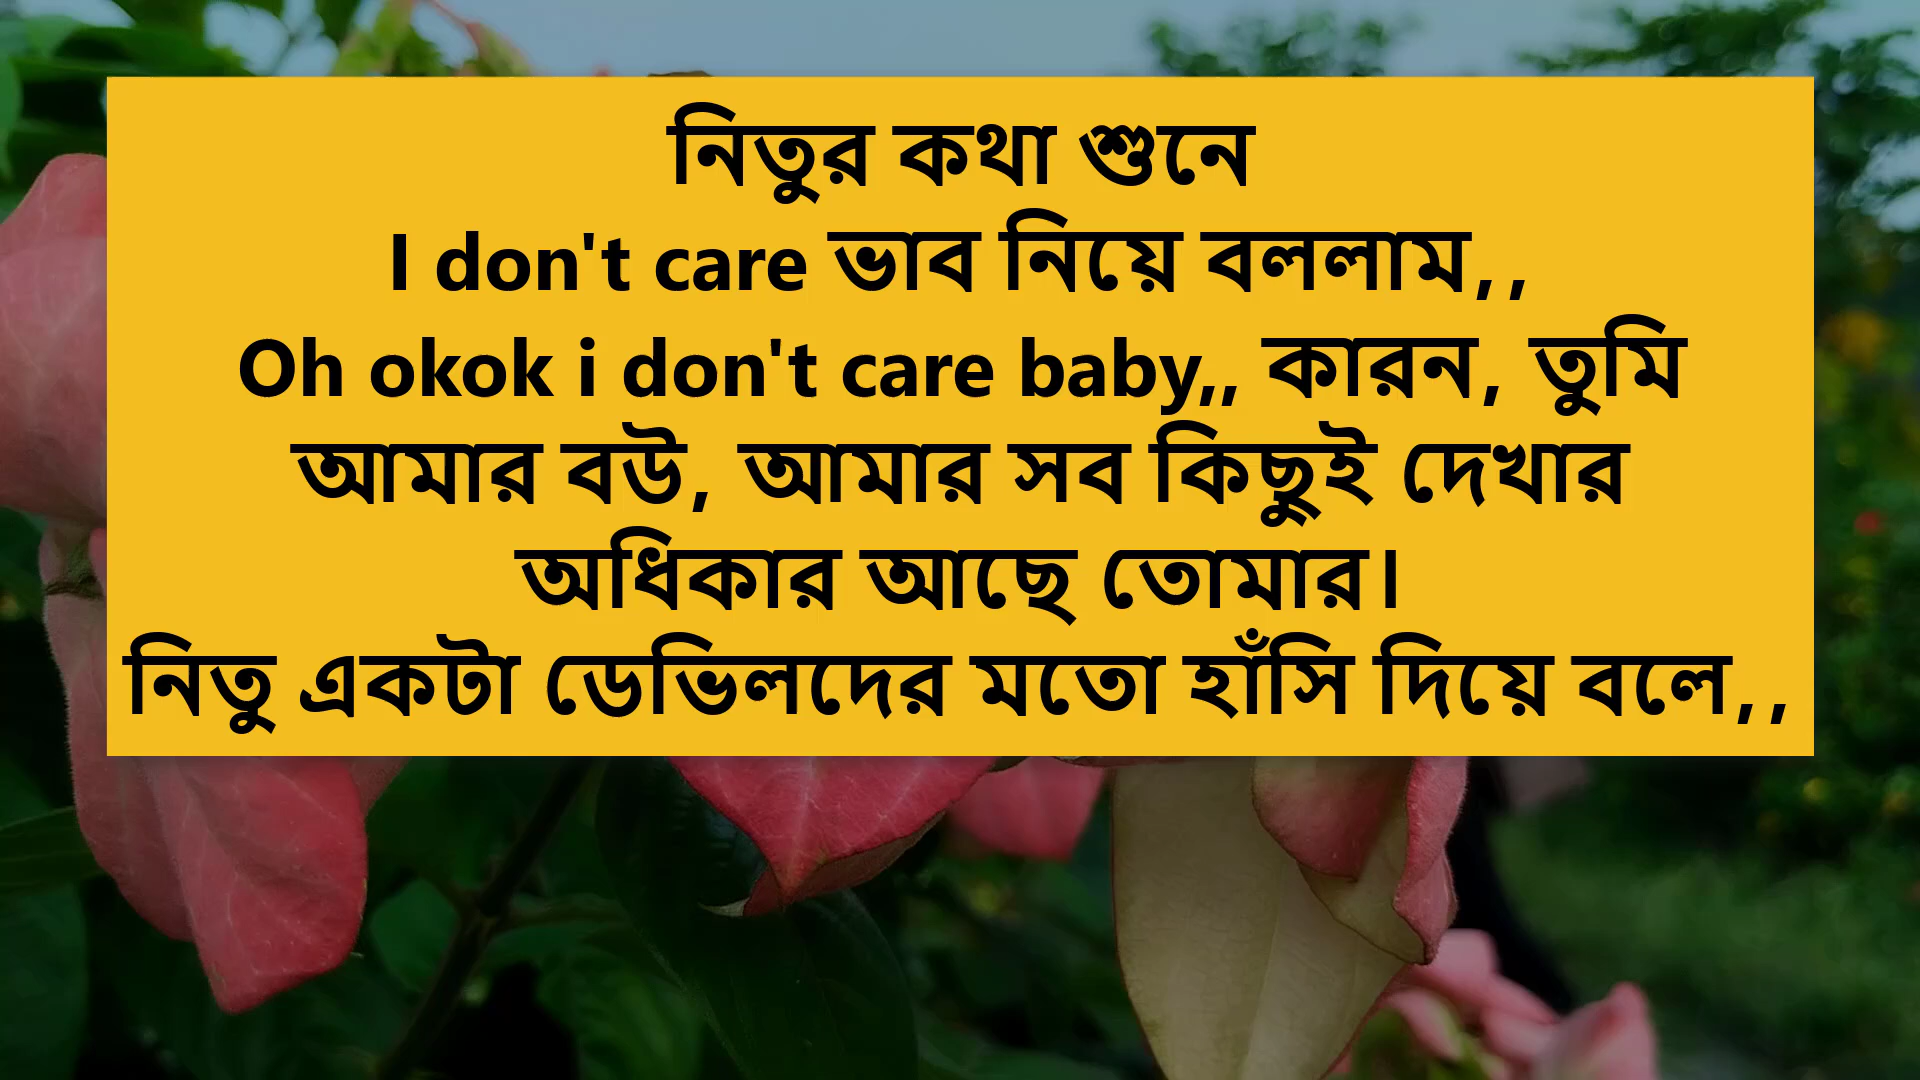 নিতুর কথা শুনে
I don't care ভাব নিয়ে বললাম,,
Oh okok i don't care baby,, কারন, তুমি
আমার বউ, আমার সব কিছুই দেখার
অধিকার আছে তোমার।
নিতু একটা ডেভিলদের মতো হাঁসি দিয়ে বলে,,